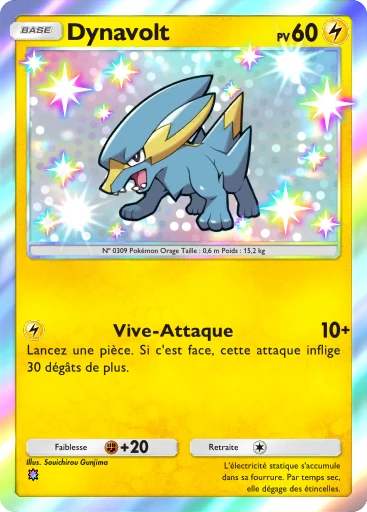 BASE Dynavolt PV 60
N° 0309 Pokémon Orage Taille : 0,6 m Poids : 15,2 kg
Vive-Attaque 10+
Lancez une pièce. Si c'est face, cette attaque inflige
30 dégâts de plus.
Faiblesse +20 Retraite
Illus. Souichirou Gunjima
L'électricité statique s'accumule
dans sa fourrure. Par temps sec,
elle dégage des étincelles.